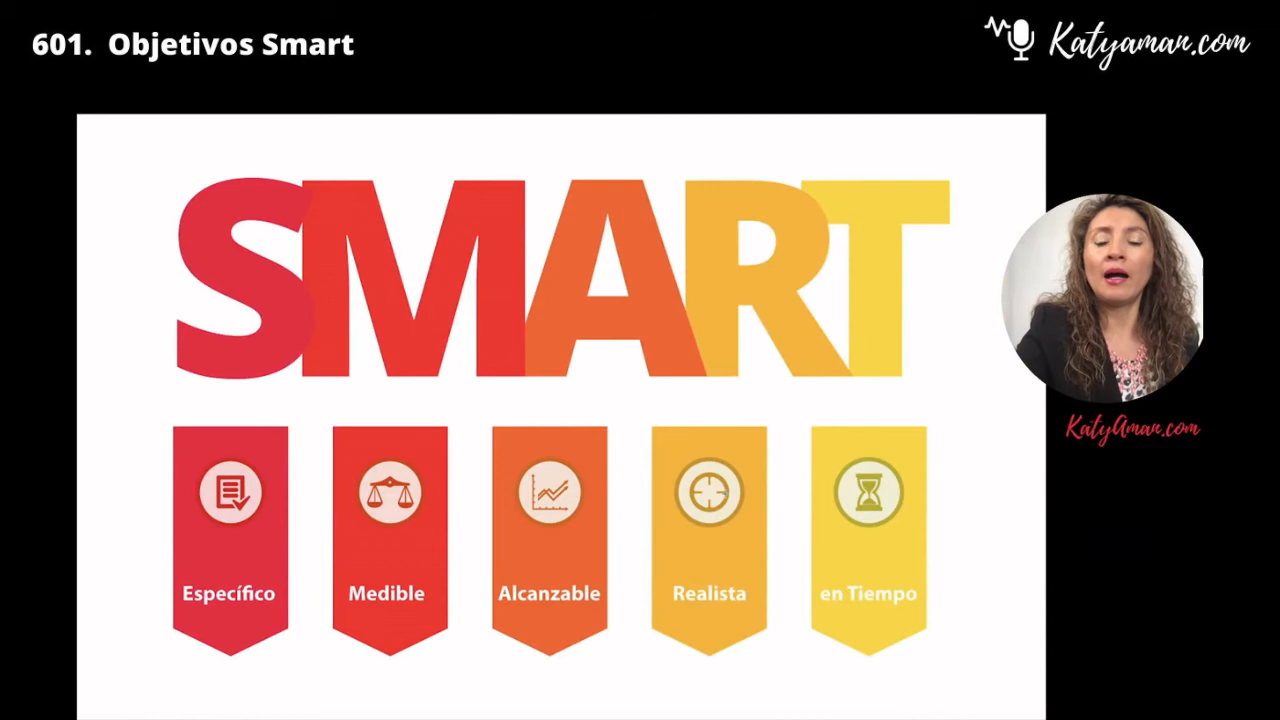 601. Objetivos Smart
Katyaman.com
SMART
KatyAman.com
Específico
Medible
Alcanzable
Realista
en Tiempo